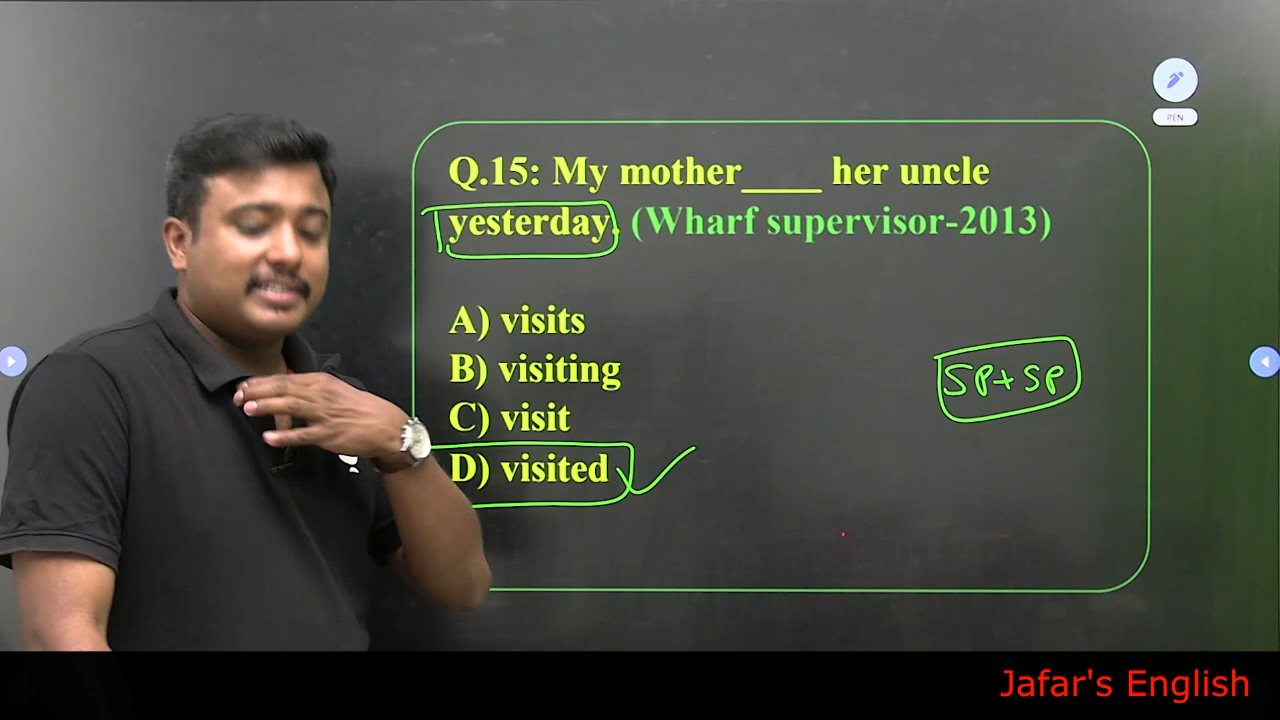 PEN
Q.15: My mother____ her uncle
yesterday. (Wharf supervisor-2013)
A) visits
B) visiting
C) visit
D) visited
SP+SP
Jafar's English